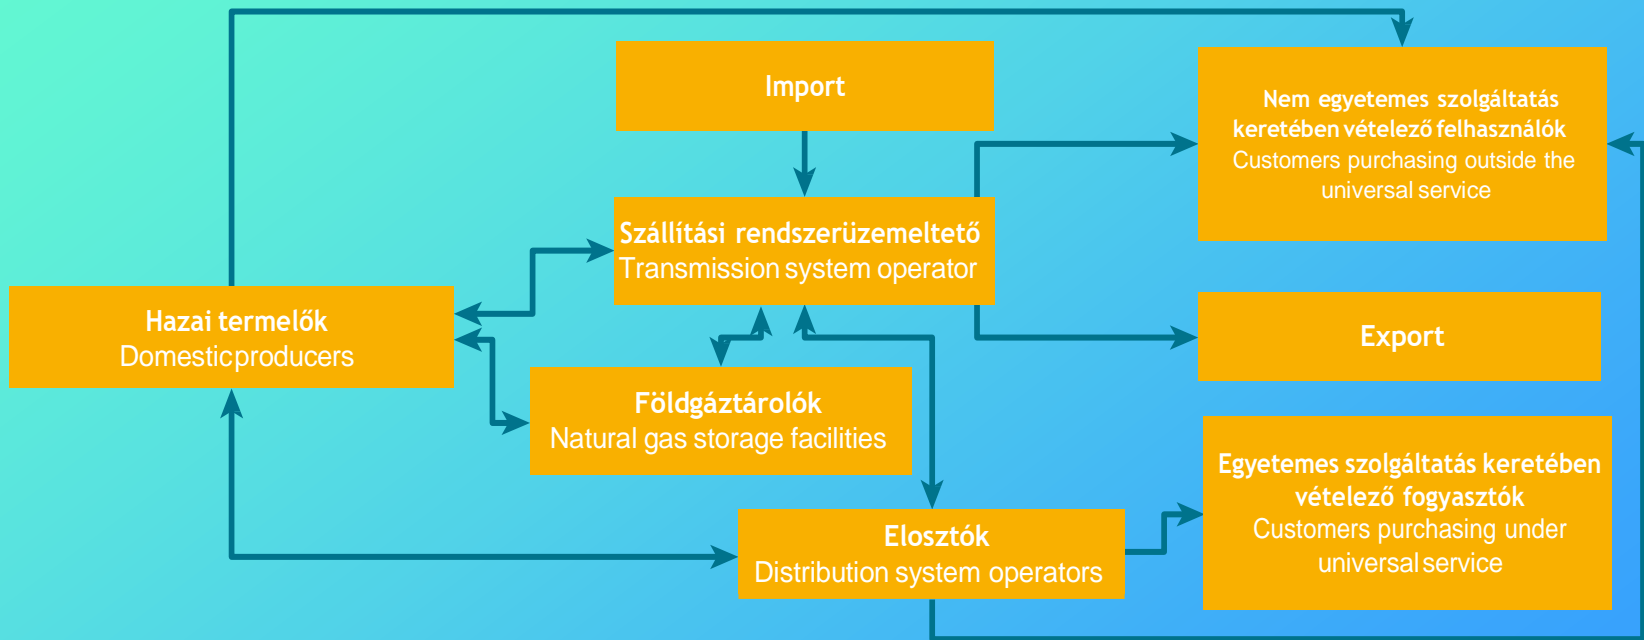 Import
Nem egyetemes szolgáltatás
keretében vételező felhasználók
Customers purchasing outside the
universal service
Szállítási rendszerüzemeltető
Transmission system operator
Hazai termelők
Domestic producers
Export
Földgáztárolók
Natural gas storage facilities
Egyetemes szolgáltatás keretében
vételező fogyasztók
Customers purchasing under
universal service
Elosztók
Distribution system operators